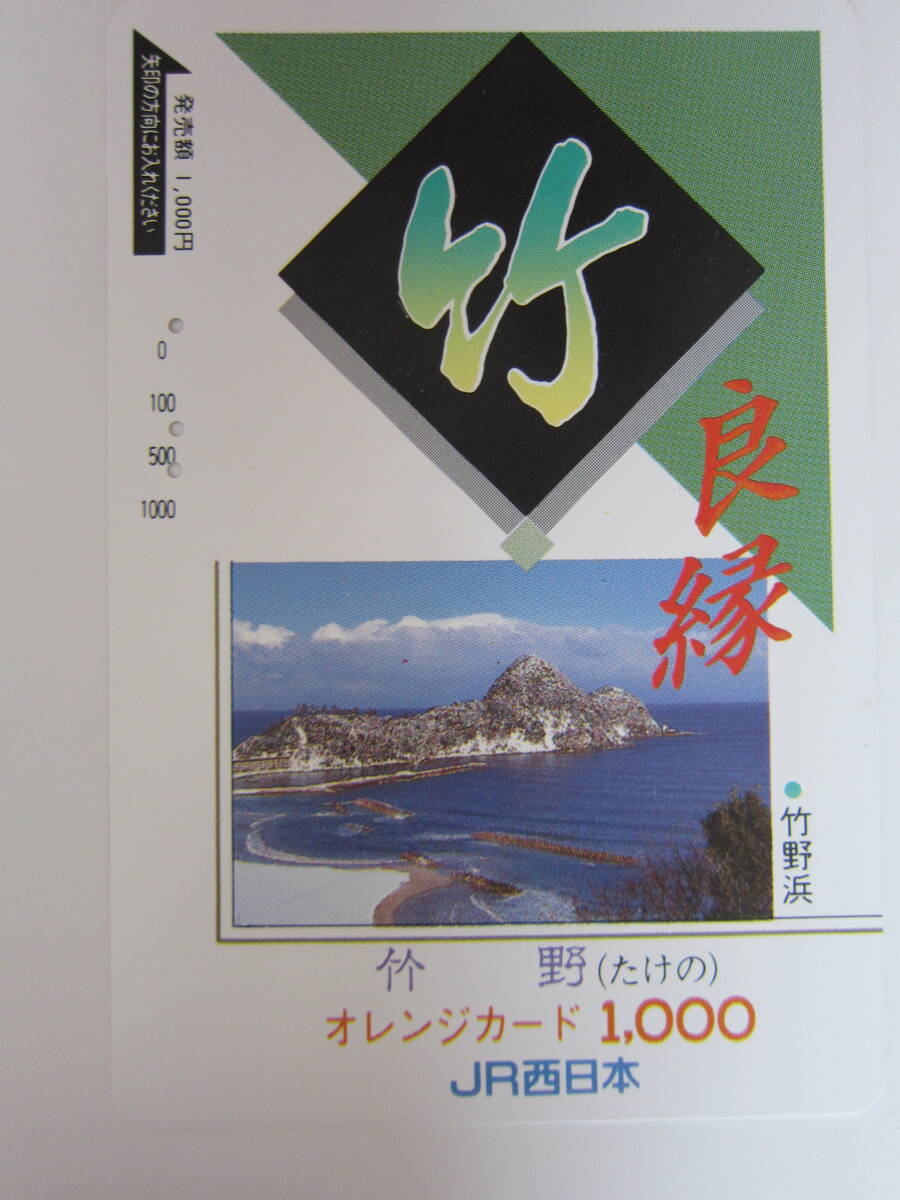 矢印の方向にお入れください
発売額 1,000円
0
100
500
1000
竹
良縁
竹野浜
竹 野(たけの)
オレンジカード 1,000
JR西日本